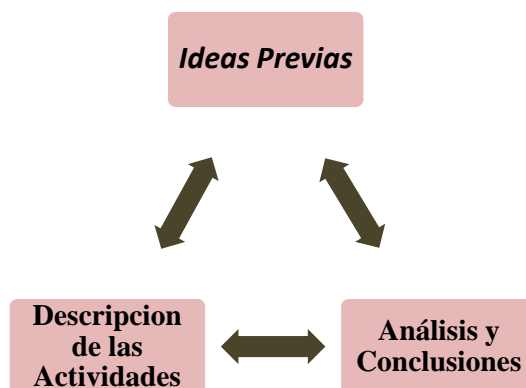 Ideas Previas
Descripcion
de las
Actividades
Análisis y
Conclusiones